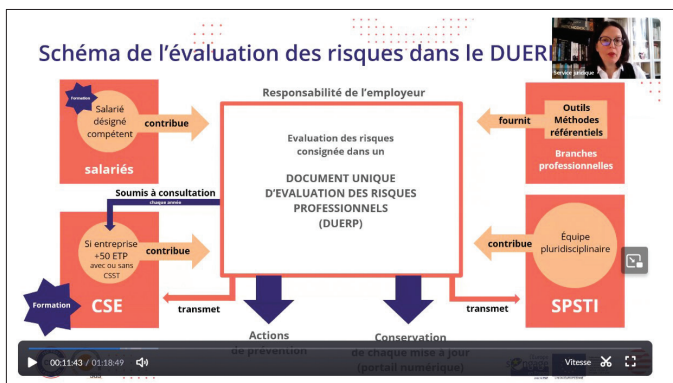 Schéma de l'évaluation des risques dans le DUER
Service juridique
Responsabilité de l'employeur
Formation
Salarié
désigné
compétent
contribue
salariés
Evaluation des risques
consignée dans un
DOCUMENT UNIQUE
D'EVALUATION DES RISQUES
PROFESSIONNELS
(DUERP)
fournit
Outils
Méthodes
référentiels
Branches
professionnelles
Soumis à consultation
chaque année
Si entreprise
+50 ETP
avec ou sans
CSST
contribue
Formation
CSE
transmet
contribue
Équipe
pluridisciplinaire
SPSTI
transmet
Actions
de prévention
Conservation
de chaque mise à jour
(portail numérique)
00:11:43 / 01:18:49
Vitesse